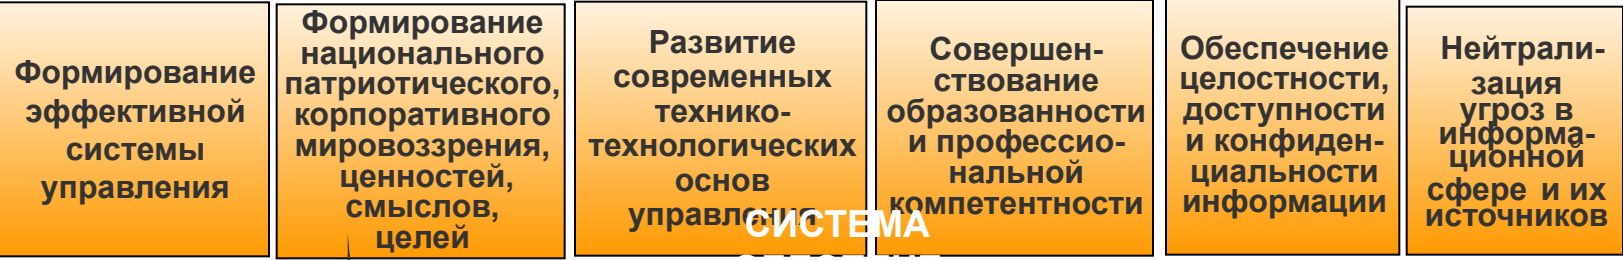 Формирование
эффективной
системы
управления
Формирование
национального
патриотического,
корпоративного
мировоззрения,
ценностей,
смыслов,
целей
Развитие
современных
технико-
технологических
основ
управления
Совершен-
ствование
образованности
и профессио-
нальной
компетентности
Обеспечение
целостности,
доступности
и конфиден-
циальности
информации
Нейтрали-
зация
угроз в
информа-
ционной
сфере и их
источников
СИСТЕМА